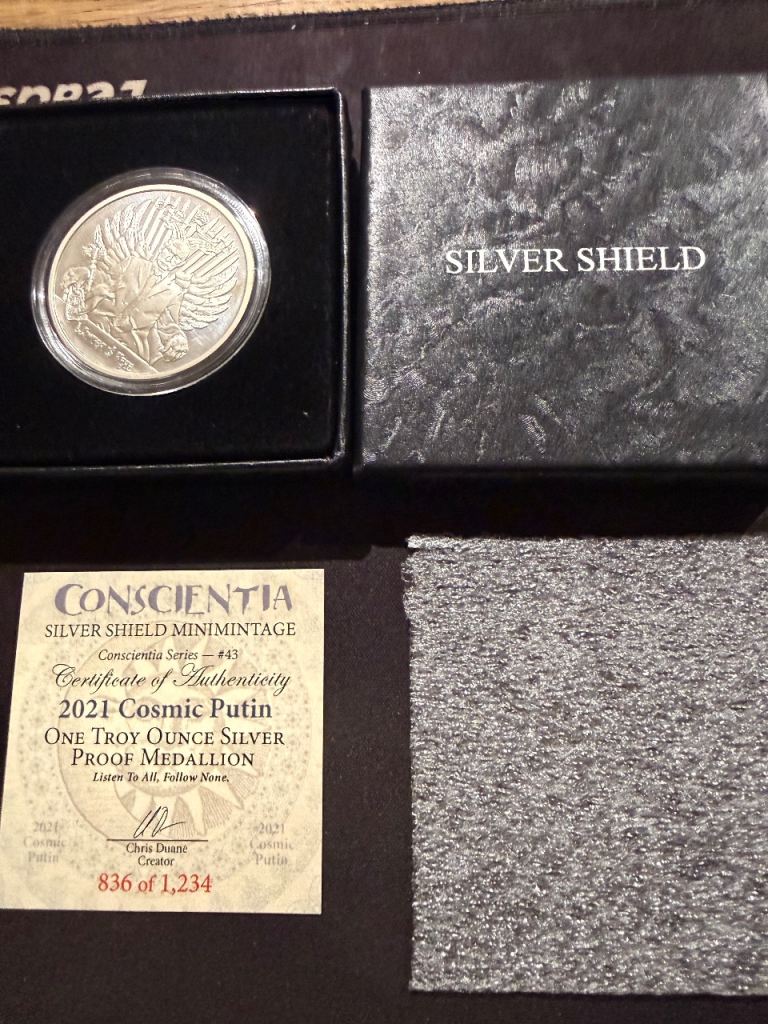 SILVER SHIELD
CONSCIENTIA
SILVER SHIELD MINIMINTAGE
Conscientia Series — #43
Certificate of Authenticity
2021 Cosmic Putin
ONE TROY OUNCE SILVER
PROOF MEDALLION
Listen To All, Follow None.
2021
Cosmic
Putin
Chris Duane
Creator
2021
Cosmic
Putin
836 of 1,234